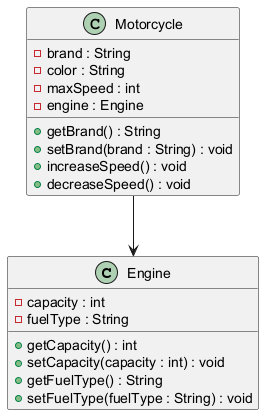 C Motorcycle
brand : String
color : String
maxSpeed : int
engine : Engine
getBrand() : String
setBrand(brand : String) : void
increaseSpeed() : void
decreaseSpeed() : void
C Engine
capacity : int
fuelType : String
getCapacity() : int
setCapacity(capacity : int) : void
getFuelType() : String
setFuelType(fuelType : String) : void